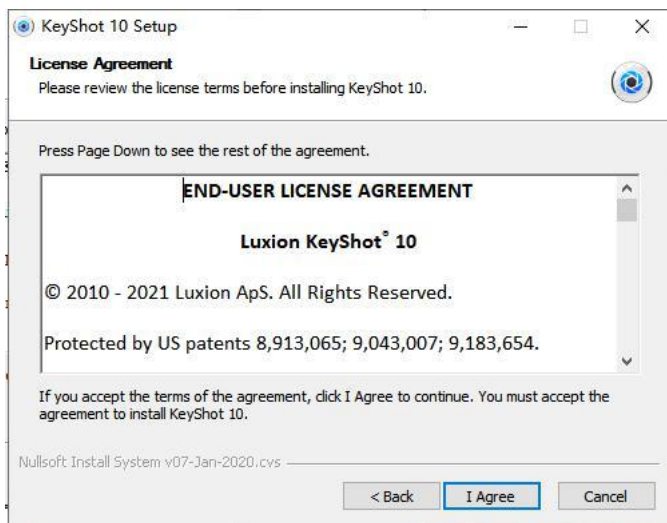 KeyShot 10 Setup
License Agreement
Please review the license terms before installing KeyShot 10.
Press Page Down to see the rest of the agreement.
END-USER LICENSE AGREEMENT
Luxion KeyShot® 10
© 2010 - 2021 Luxion ApS. All Rights Reserved.
Protected by US patents 8,913,065; 9,043,007; 9,183,654.
If you accept the terms of the agreement, click I Agree to continue. You must accept the
agreement to install KeyShot 10.
Nullsoft Install System v07-Jan-2020.cvs
< Back I Agree Cancel